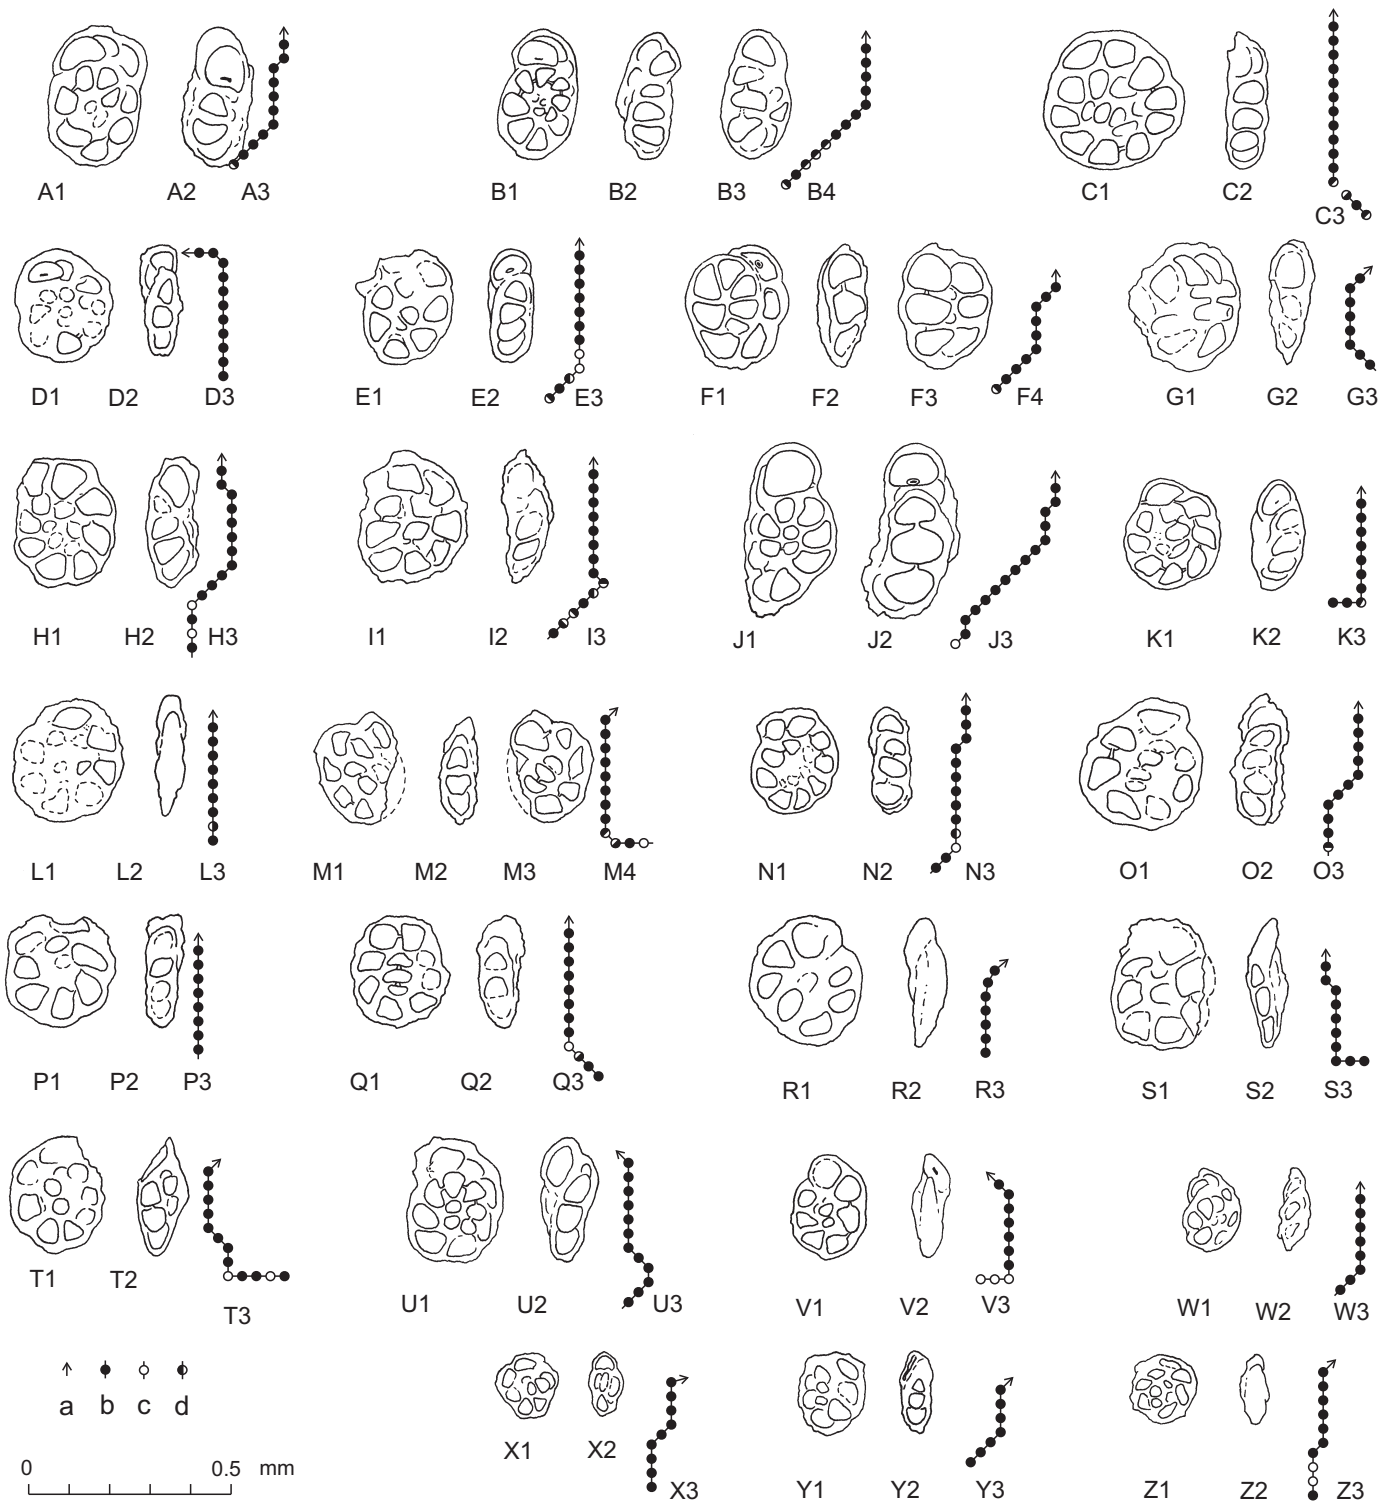 A1 A2 A3 B1 B2 B3 B4 C1 C2 C3
D1 D2 D3 E1 E2 E3 F1 F2 F3 F4 G1 G2 G3
H1 H2 H3 I1 I2 I3 J1 J2 J3 K1 K2 K3
L1 L2 L3 M1 M2 M3 M4 N1 N2 N3 O1 O2 O3
P1 P2 P3 Q1 Q2 Q3 R1 R2 R3 S1 S2 S3
T1 T2 T3 U1 U2 U3 V1 V2 V3 W1 W2 W3
a b c d
X1 X2 X3 Y1 Y2 Y3 Z1 Z2 Z3
0 0.5 mm